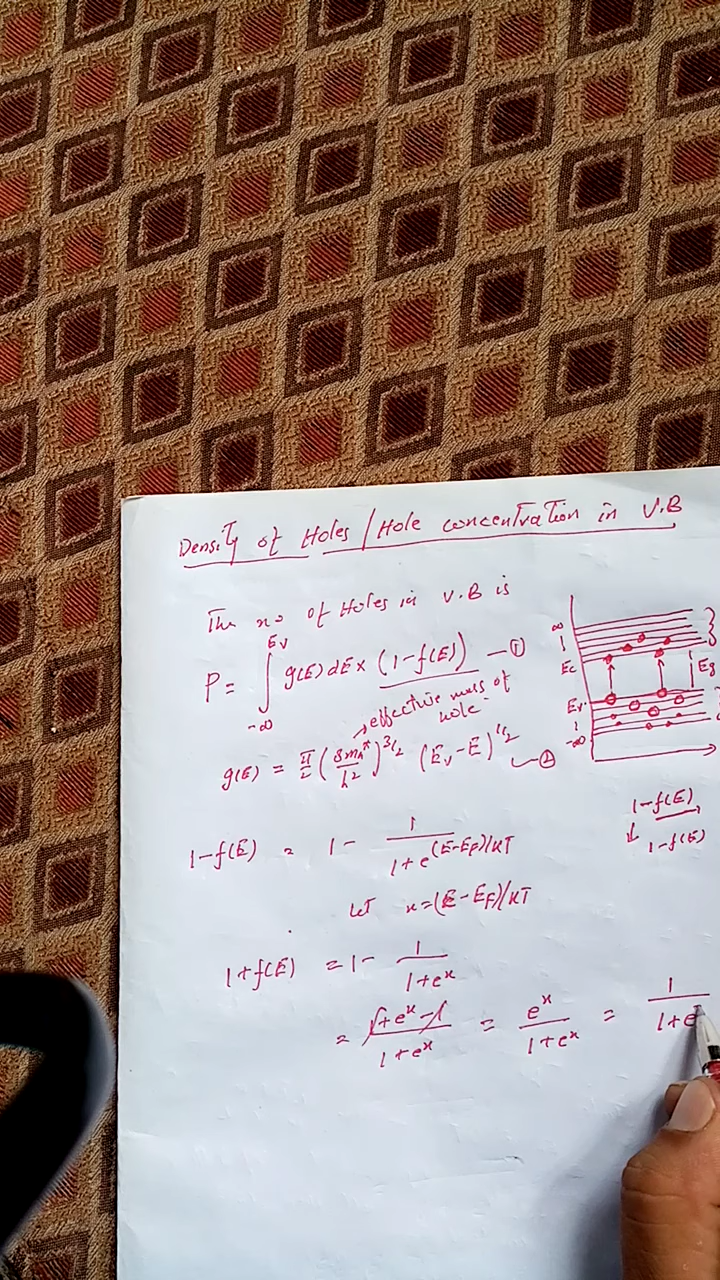 Density of Holes / Hole concentration in V.B
The no of Holes in V.B is
P = ∫_{-∞}^{Ev} g(E) dE × (1-f(E)) — ①
→ effective mass of
hole
g(E) = π/2 (8m_h*/h²)^{3/2} (Ev - E)^{1/2} — ②
∞
Ec
Eg
Ev
-∞
1-f(E)
↓ 1-f(E)
1-f(E) = 1 - 1/(1+e^{(E-EF)/KT})
Let x = (E - EF)/KT
1+f(E) = 1 - 1/(1+e^x)
= (1+e^x-1)/(1+e^x) = e^x/(1+e^x) = 1/(1+e